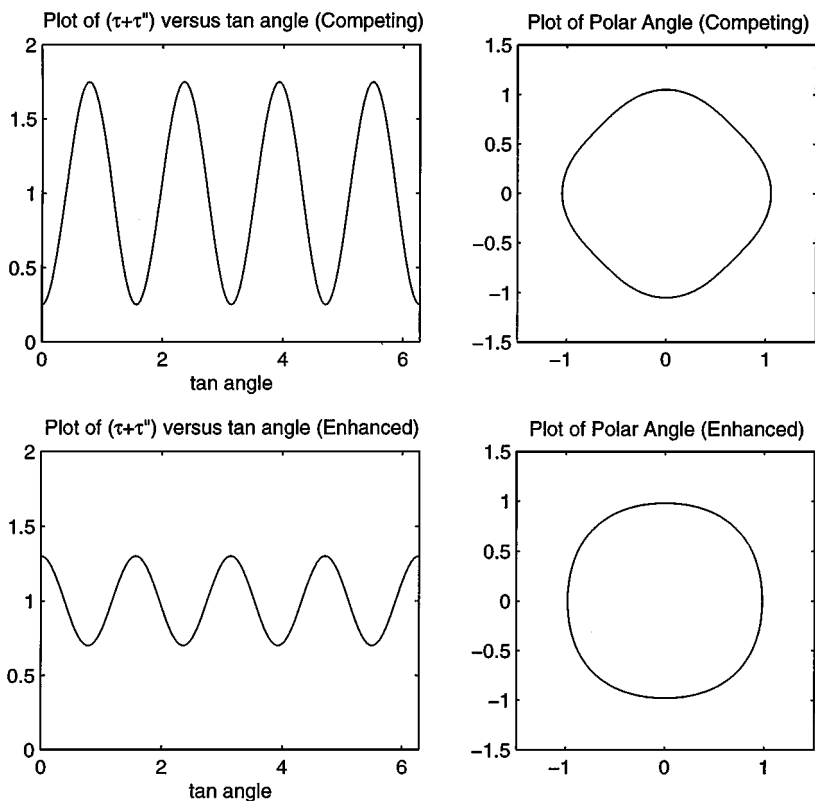 Plot of (τ+τ") versus tan angle (Competing)
2
1.5
1
0.5
0
0 2 4 6
tan angle
Plot of Polar Angle (Competing)
1.5
1
0.5
0
−0.5
−1
−1.5
−1 0 1
Plot of (τ+τ") versus tan angle (Enhanced)
2
1.5
1
0.5
0
0 2 4 6
tan angle
Plot of Polar Angle (Enhanced)
1.5
1
0.5
0
−0.5
−1
−1.5
−1 0 1